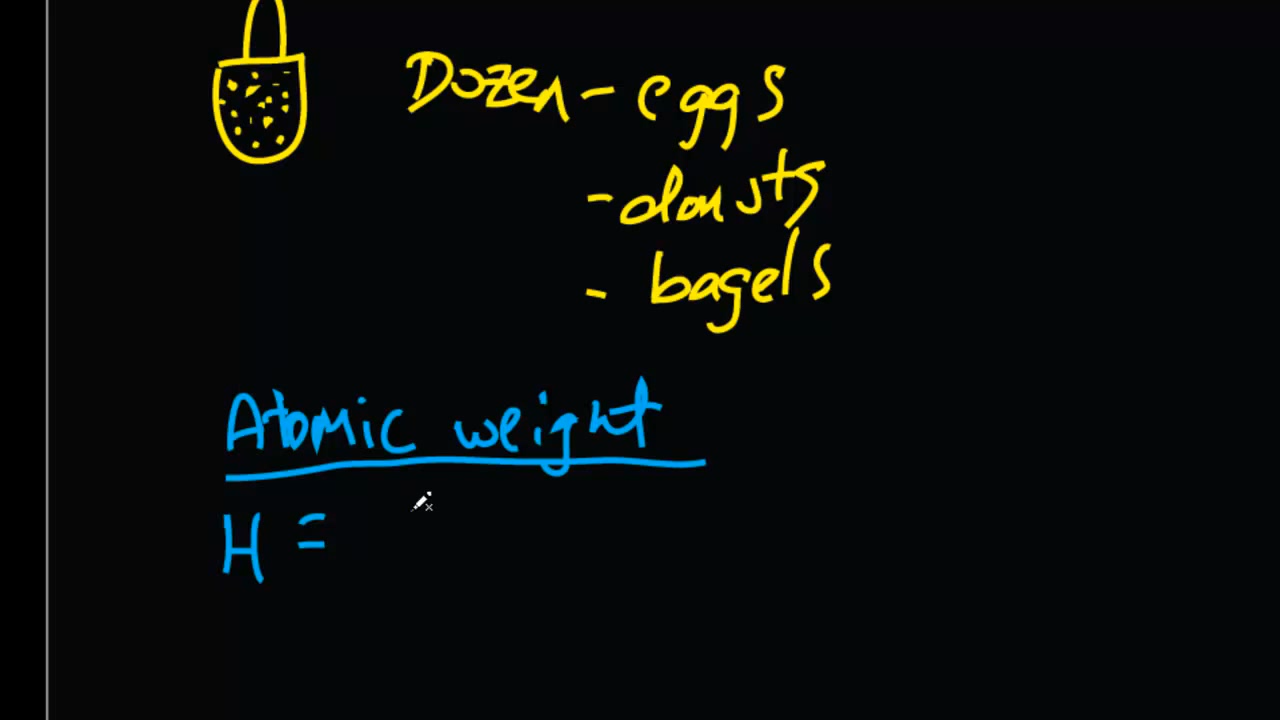 Dozen - eggs
- donuts
- bagels
Atomic weight
H =